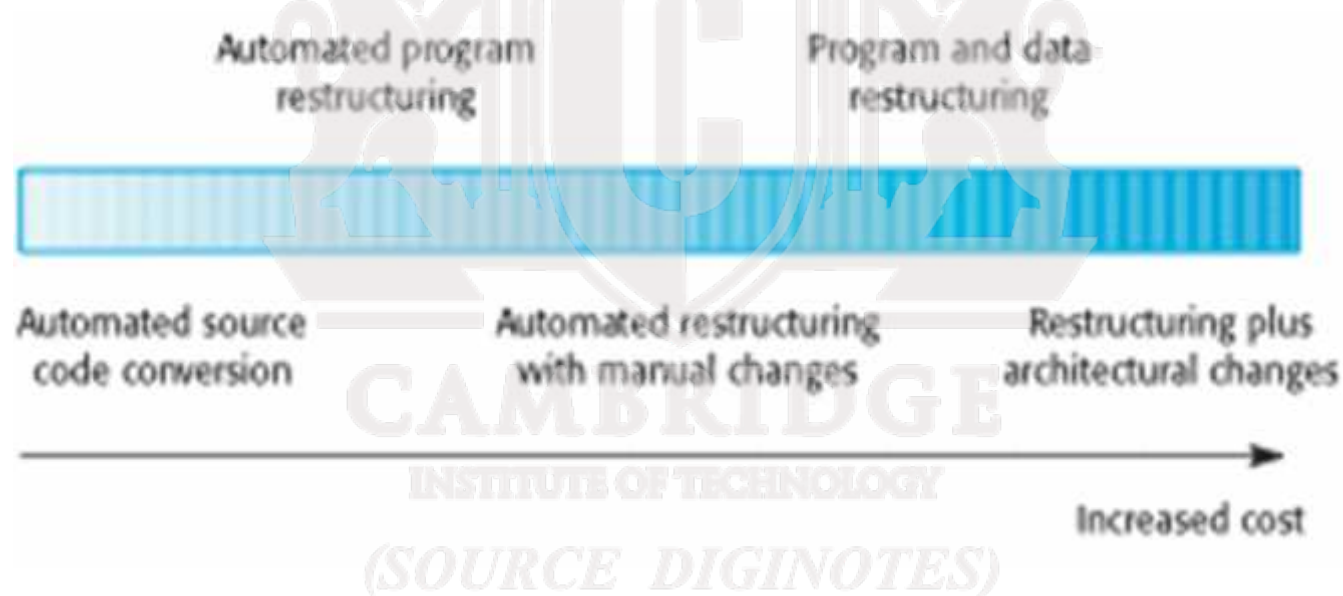 Automated program
restructuring
Program and data
restructuring
Automated source
code conversion
Automated restructuring
with manual changes
Restructuring plus
architectural changes
CAMBRIDGE
INSTITUTE OF TECHNOLOGY
Increased cost
(SOURCE DIGINOTES)